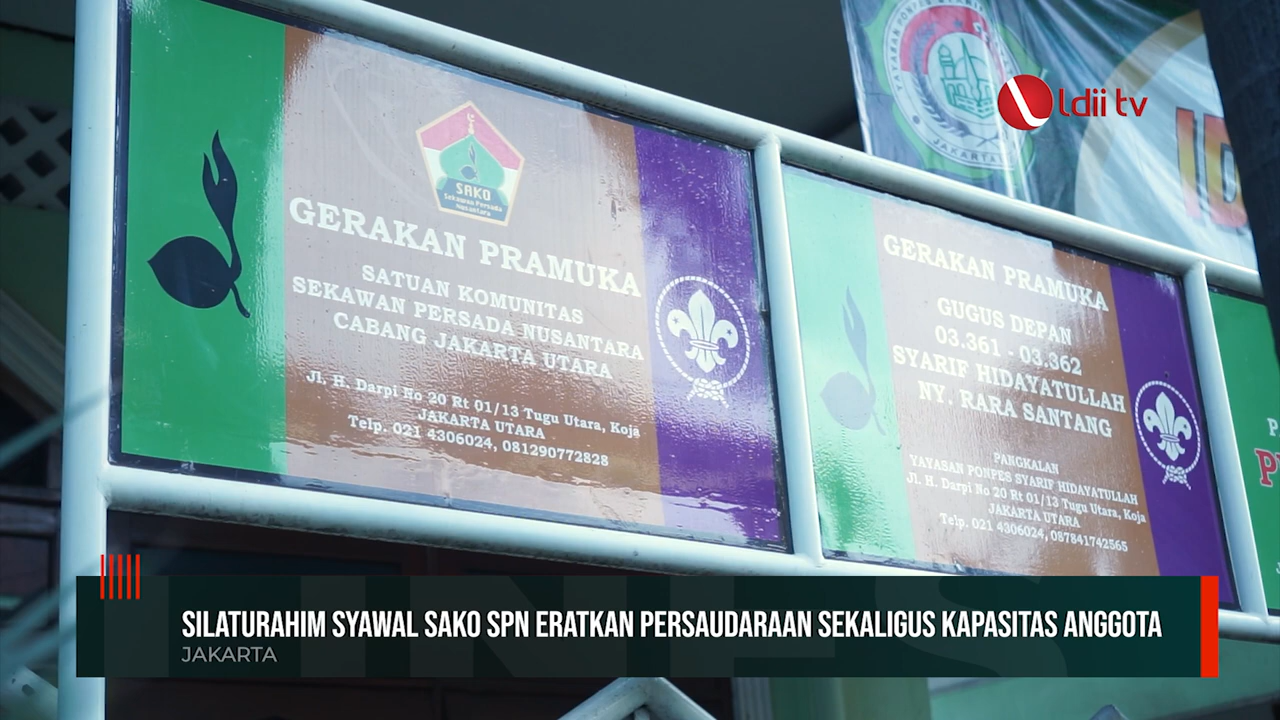 SAKO
Sekawan Persada
Nusantara
GERAKAN PRAMUKA
SATUAN KOMUNITAS
SEKAWAN PERSADA NUSANTARA
CABANG JAKARTA UTARA
Jl. H. Darpi No 20 Rt 01/13 Tugu Utara, Koja
JAKARTA UTARA
Telp. 021 4306024, 081290772828
GERAKAN PRAMUKA
GUGUS DEPAN
03.361 - 03.362
SYARIF HIDAYATULLAH
NY. RARA SANTANG
PANGKALAN
YAYASAN PONPES SYARIF HIDAYATULLAH
Jl. H. Darpi No 20 Rt 01/13 Tugu Utara, Koja
JAKARTA UTARA
Telp. 021 4306024, 087841742565
YAYASAN PONPES
JAKARTA
ldii tv
SILATURAHIM SYAWAL SAKO SPN ERATKAN PERSAUDARAAN SEKALIGUS KAPASITAS ANGGOTA
JAKARTA